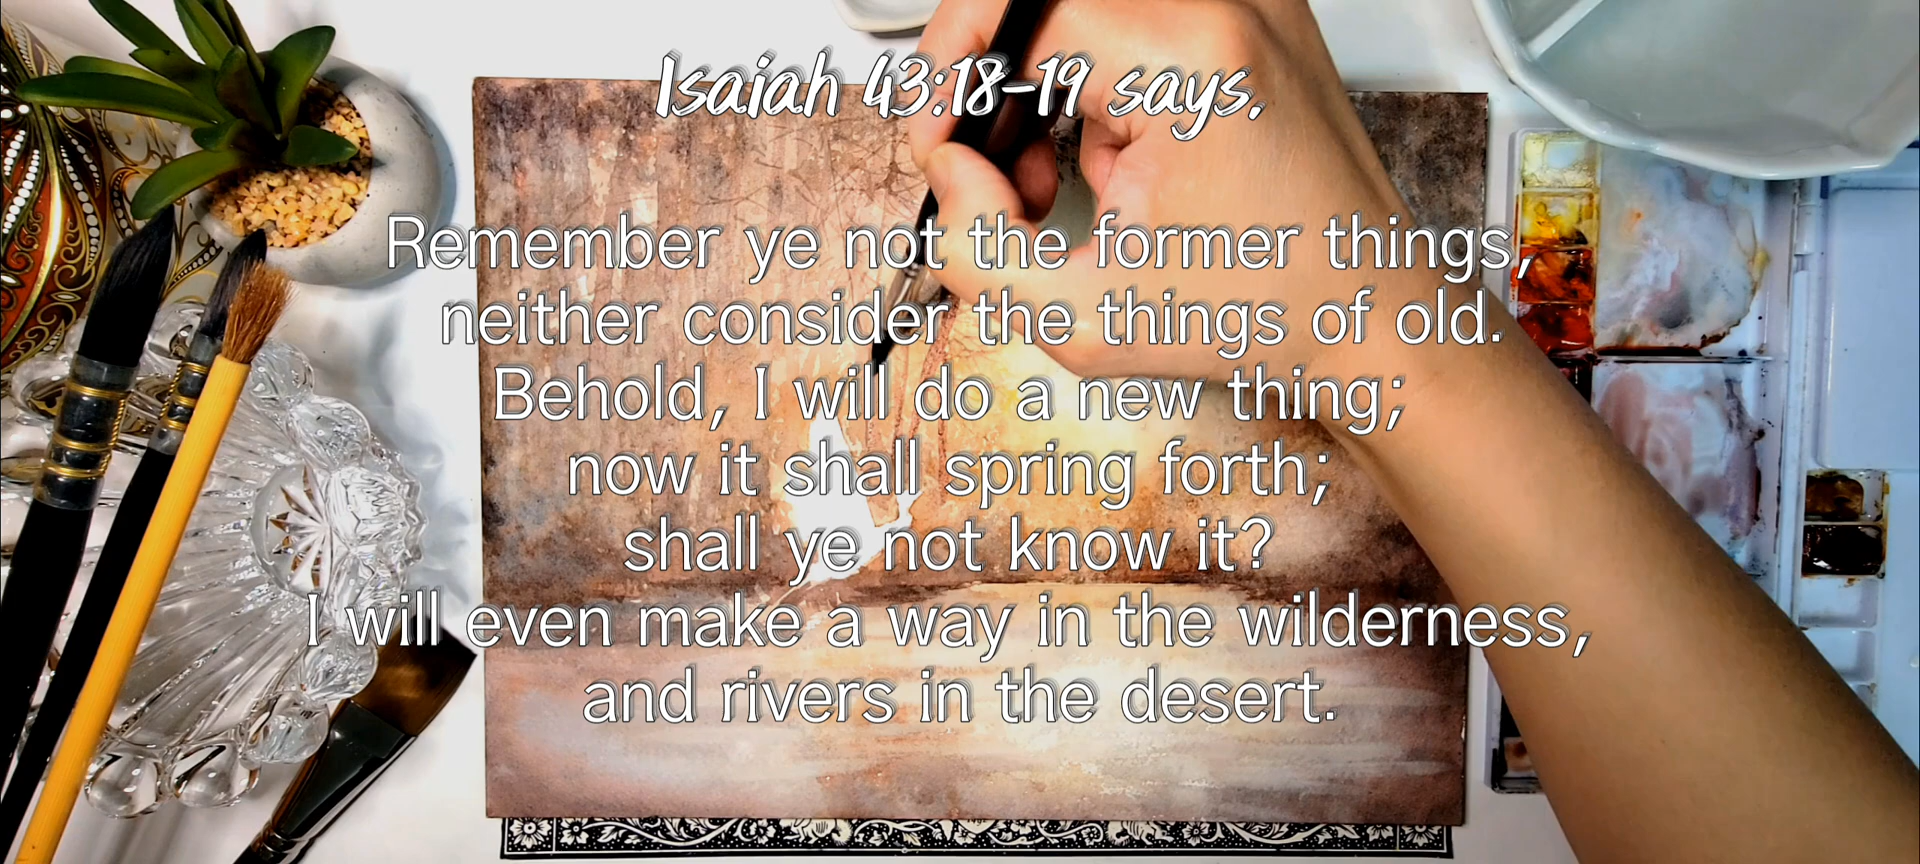 Isaiah 43:18-19 says,
Remember ye not the former things,
neither consider the things of old.
Behold, I will do a new thing;
now it shall spring forth;
shall ye not know it?
I will even make a way in the wilderness,
and rivers in the desert.